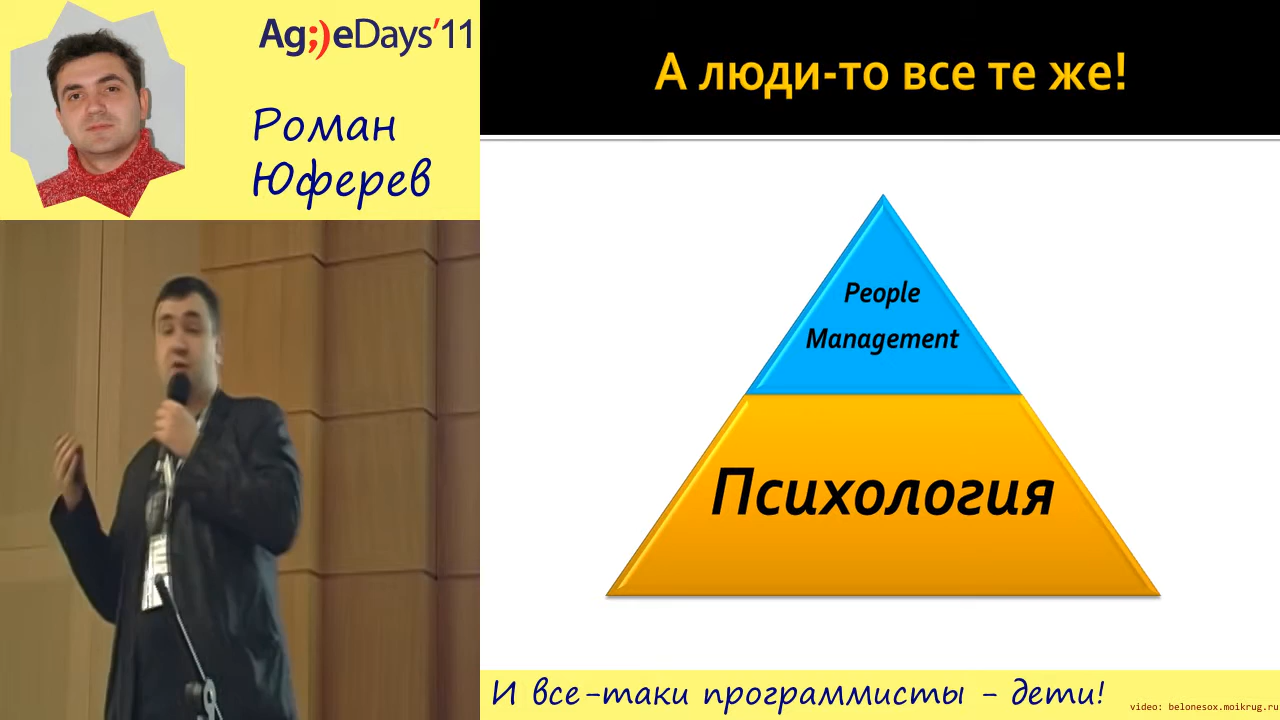 Ag;)eDays'11
Роман
Юферев
А люди-то все те же!
People
Management
Психология
И все-таки программисты - дети!
video: belonesox.moikrug.ru